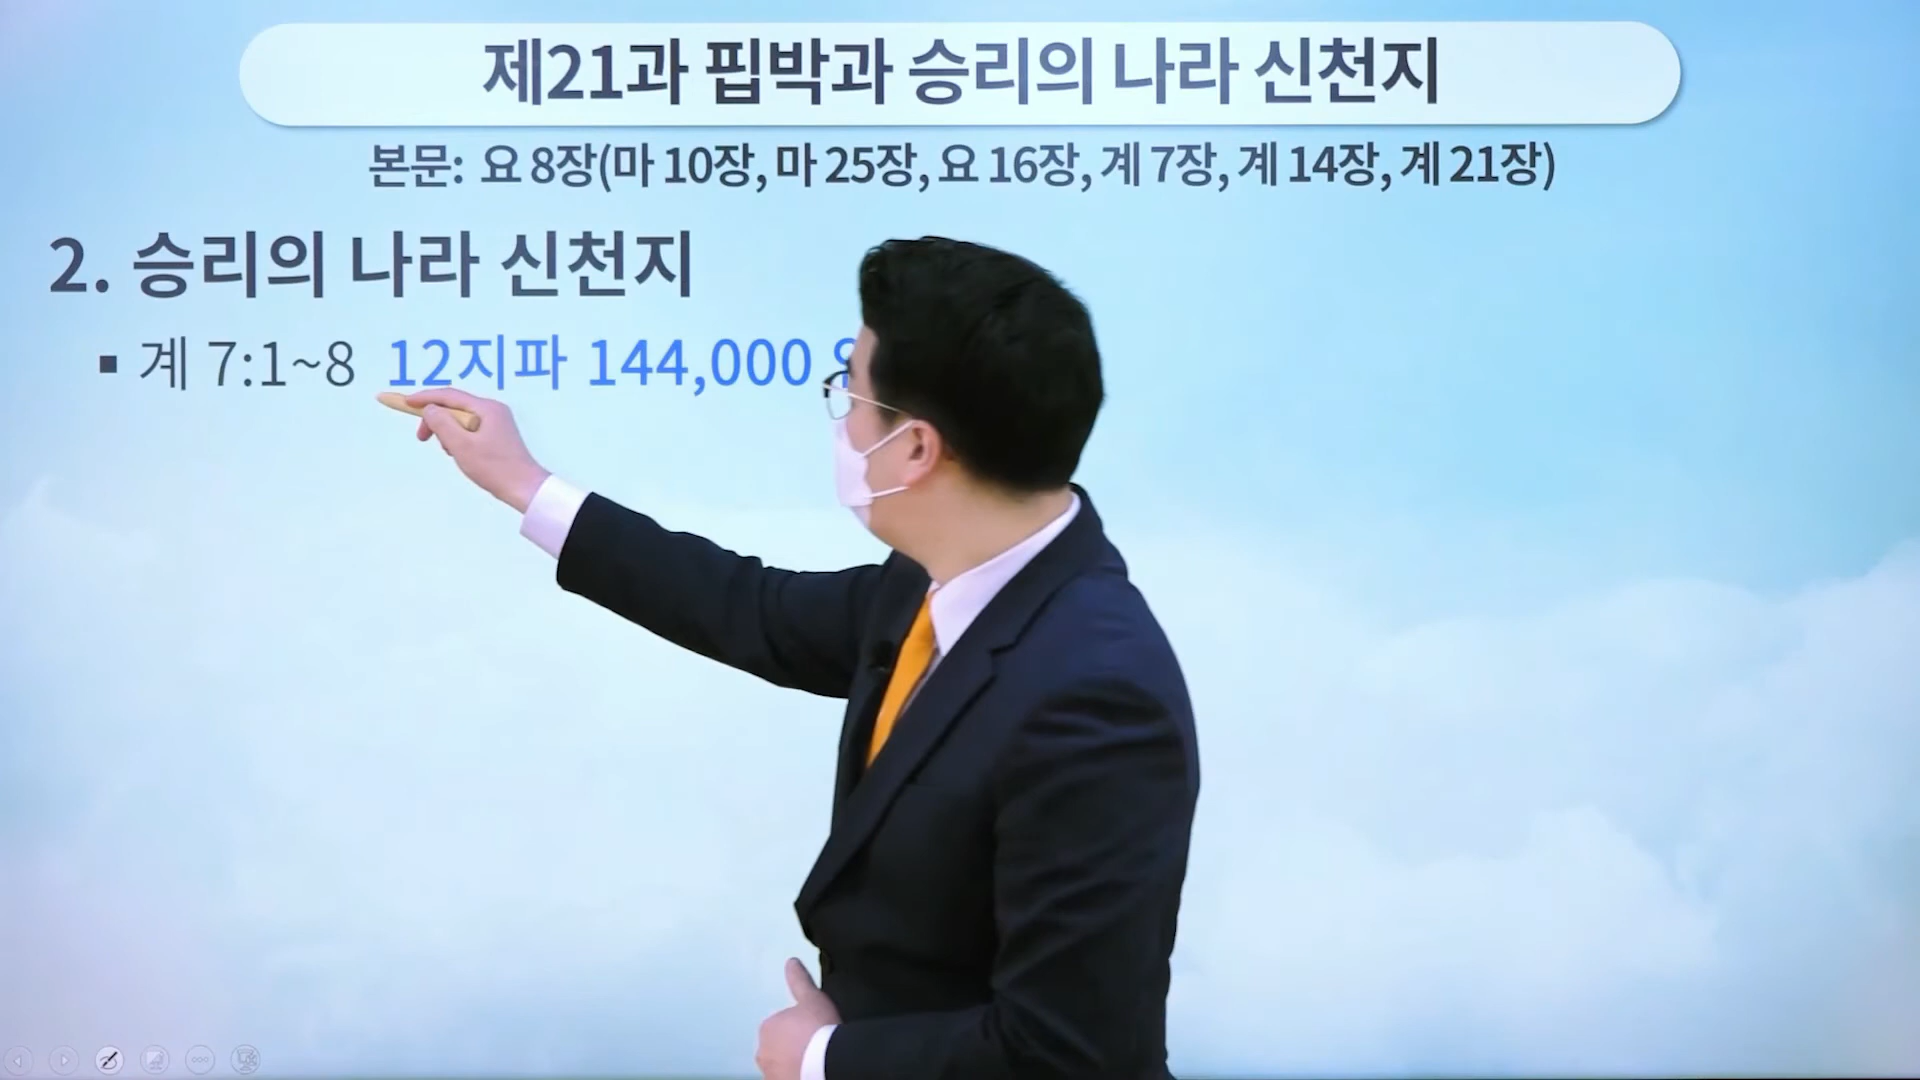 제21과 핍박과 승리의 나라 신천지
본문: 요 8장(마 10장, 마 25장, 요 16장, 계 7장, 계 14장, 계 21장)
2. 승리의 나라 신천지
▪ 계 7:1~8 12지파 144,000